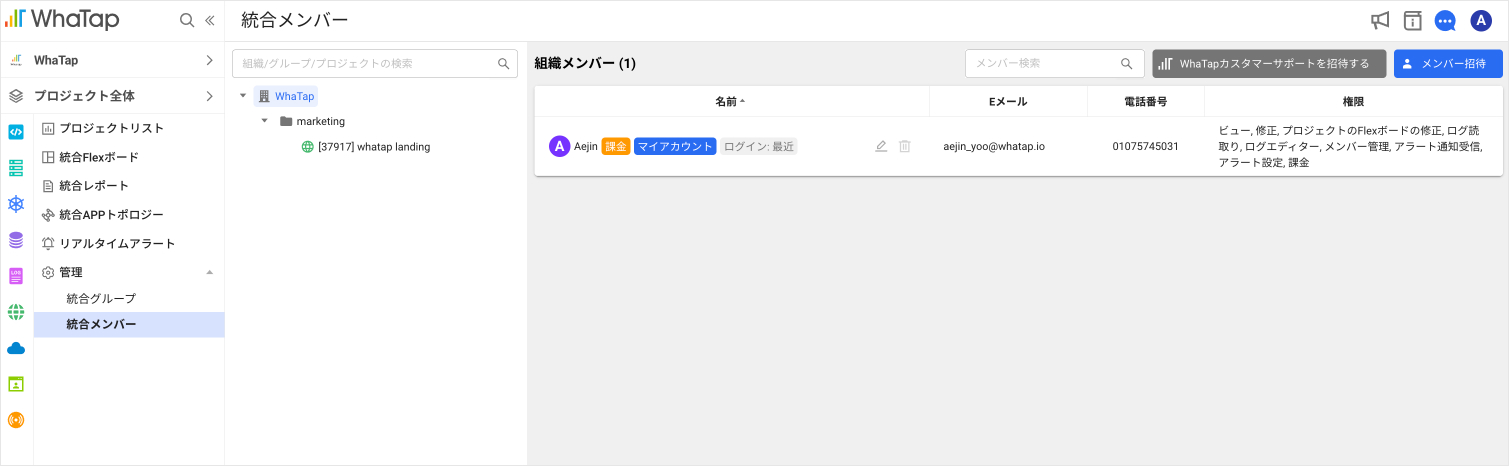 WhaTap
統合メンバー
A
WhaTap
プロジェクト全体
プロジェクトリスト
統合Flexボード
統合レポート
統合APPトポロジー
リアルタイムアラート
管理
統合グループ
統合メンバー
組織/グループ/プロジェクトの検索
WhaTap
marketing
[37917] whatap landing
組織メンバー (1)
メンバー検索
WhaTapカスタマーサポートを招待する
メンバー招待
名前
Eメール
電話番号
権限
A Aejin 課金 マイアカウント ログイン: 最近
aejin_yoo@whatap.io
01075745031
ビュー, 修正, プロジェクトのFlexボードの修正, ログ読
取り, ログエディター, メンバー管理, アラート通知受信,
アラート設定, 課金
LOG